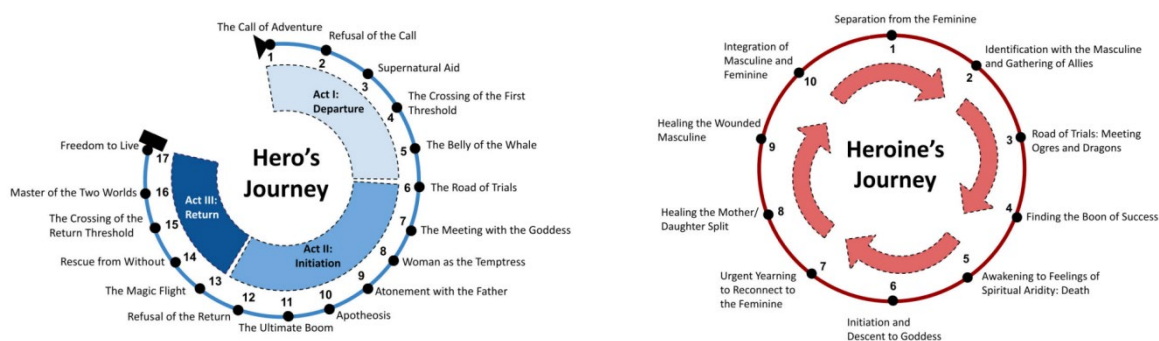 The Call of Adventure
1
Refusal of the Call
2
Supernatural Aid
3
The Crossing of the First
Threshold
4
The Belly of the Whale
5
The Road of Trials
6
The Meeting with the Goddess
7
Woman as the Temptress
8
Atonement with the Father
9
Apotheosis
10
The Ultimate Boom
11
Refusal of the Return
12
The Magic Flight
13
Rescue from Without
14
The Crossing of the
Return Threshold
15
Master of the Two Worlds
16
Freedom to Live
17
Act I:
Departure
Act II:
Initiation
Act III:
Return
Hero's
Journey
Separation from the Feminine
1
Identification with the Masculine
and Gathering of Allies
2
Road of Trials: Meeting
Ogres and Dragons
3
Finding the Boon of Success
4
Awakening to Feelings of
Spiritual Aridity: Death
5
Initiation and
Descent to Goddess
6
Urgent Yearning
to Reconnect to
the Feminine
7
Healing the Mother/
Daughter Split
8
Healing the Wounded
Masculine
9
Integration of
Masculine and
Feminine
10
Heroine's
Journey